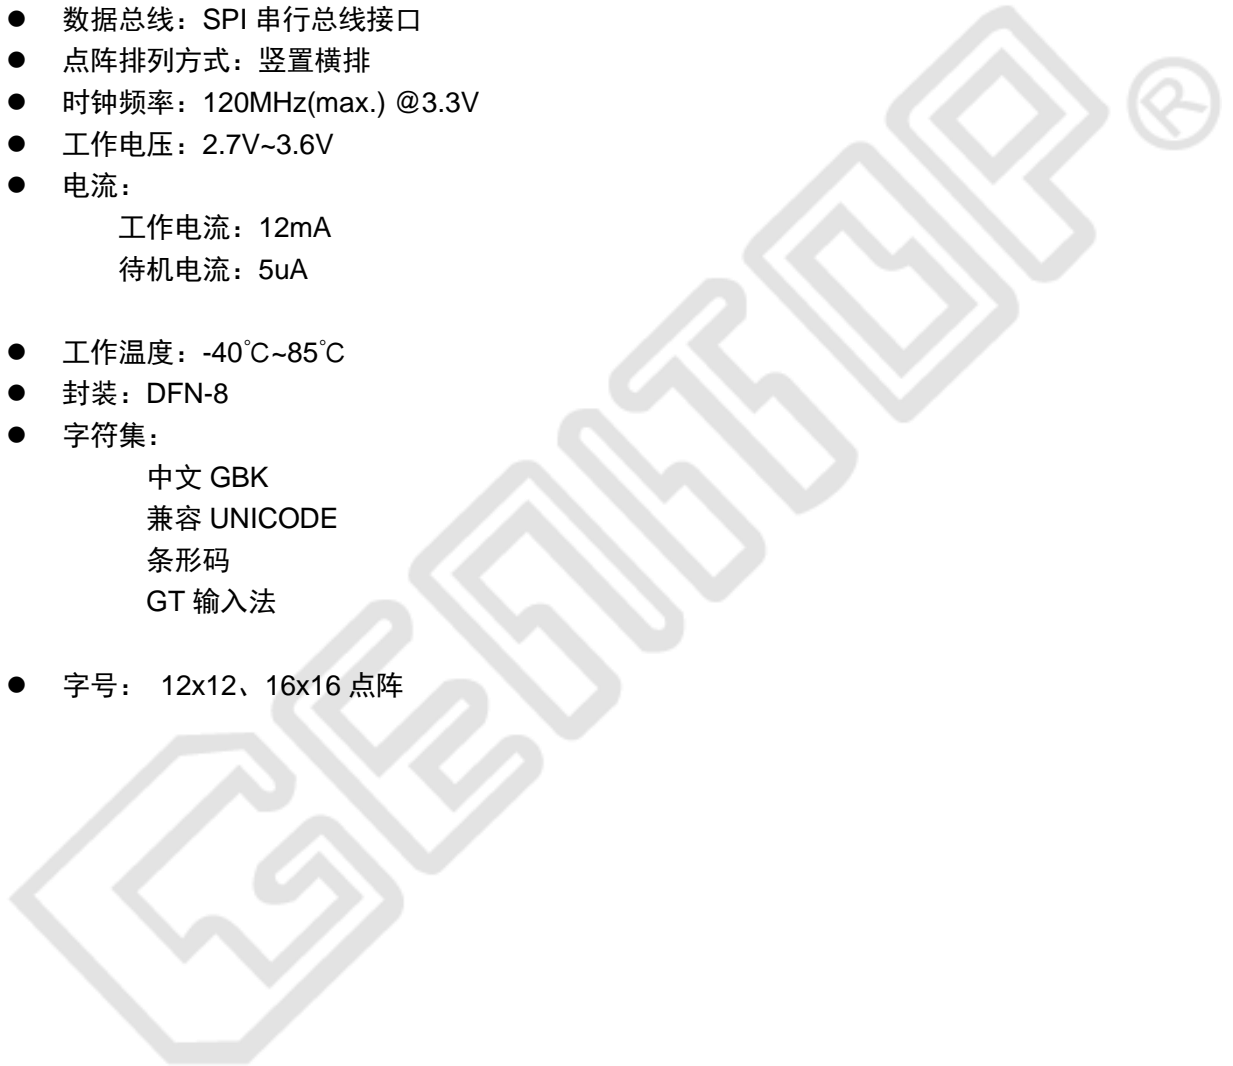 ● 数据总线：SPI 串行总线接口
● 点阵排列方式：竖置横排
● 时钟频率：120MHz(max.) @3.3V
● 工作电压：2.7V~3.6V
● 电流：
工作电流：12mA
待机电流：5uA
● 工作温度：-40℃~85℃
● 封装：DFN-8
● 字符集：
中文 GBK
兼容 UNICODE
条形码
GT 输入法
● 字号： 12x12、16x16 点阵
GENITOP®